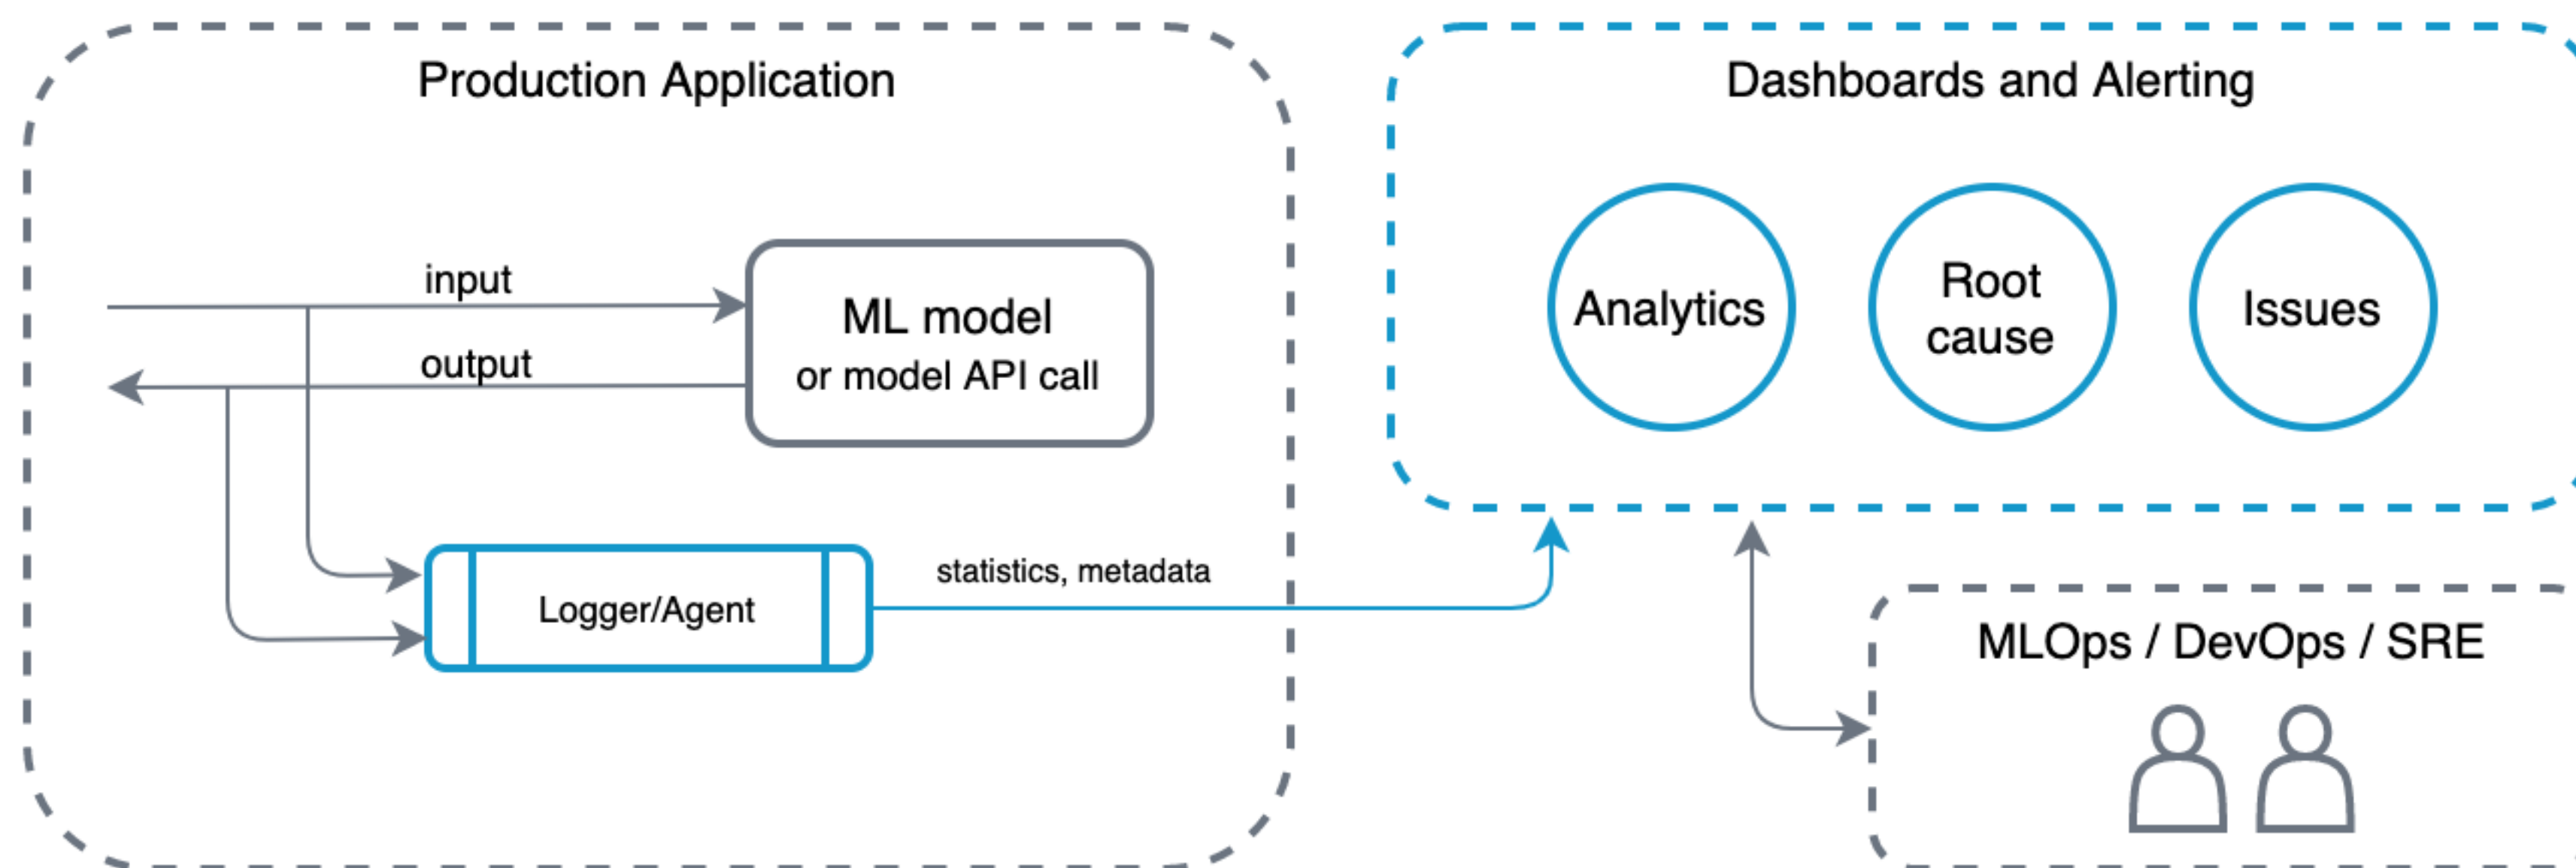 Production Application
input
ML model
or model API call
output
Logger/Agent
statistics, metadata
Dashboards and Alerting
Analytics
Root
cause
Issues
MLOps / DevOps / SRE